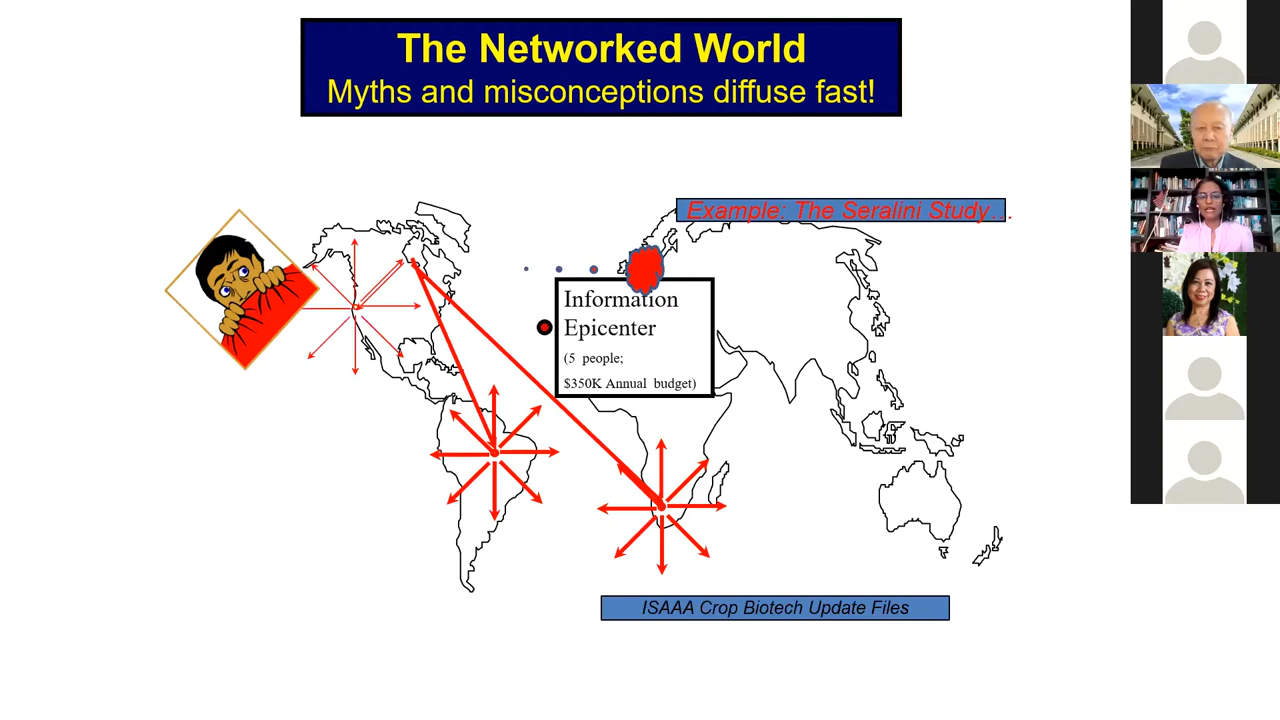 The Networked World
Myths and misconceptions diffuse fast!
Example: The Seralini Study…
Information
Epicenter
(5 people;
$350K Annual budget)
ISAAA Crop Biotech Update Files